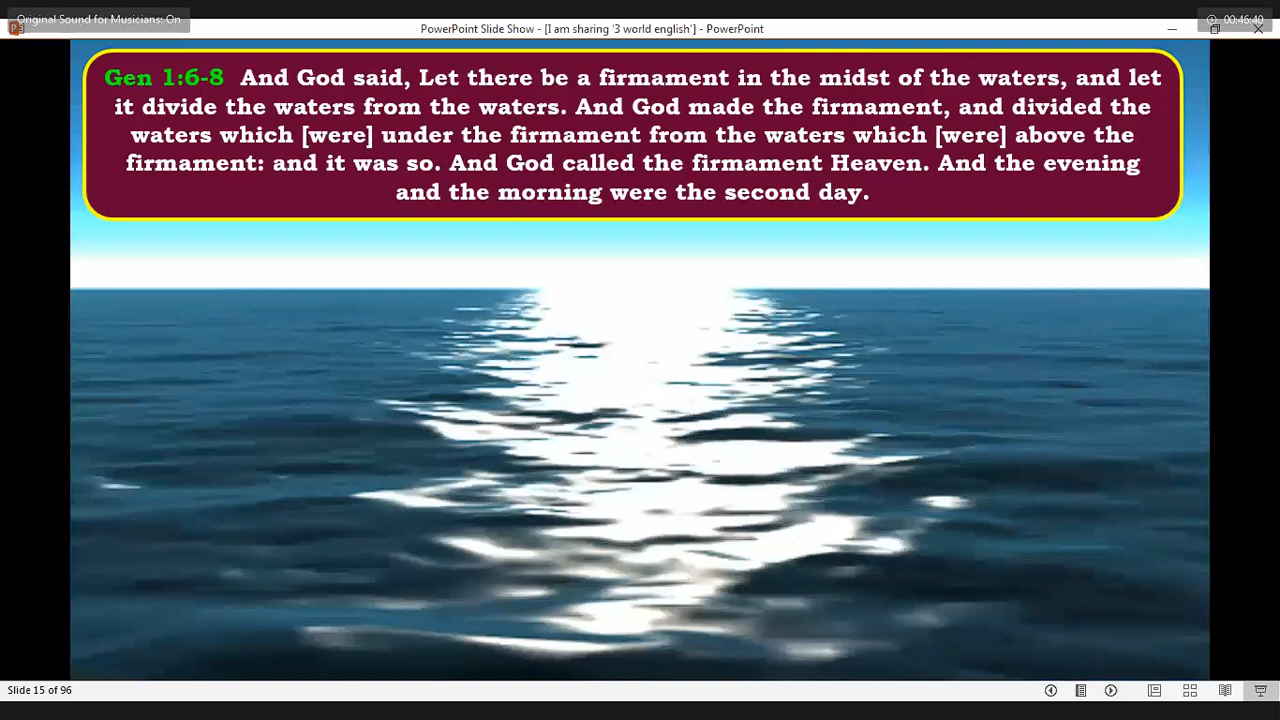 Original Sound for Musicians: On
00:46:40
PowerPoint Slide Show - [I am sharing '3 world english'] - PowerPoint
Gen 1:6-8 And God said, Let there be a firmament in the midst of the waters, and let
it divide the waters from the waters. And God made the firmament, and divided the
waters which [were] under the firmament from the waters which [were] above the
firmament: and it was so. And God called the firmament Heaven. And the evening
and the morning were the second day.
Slide 15 of 96